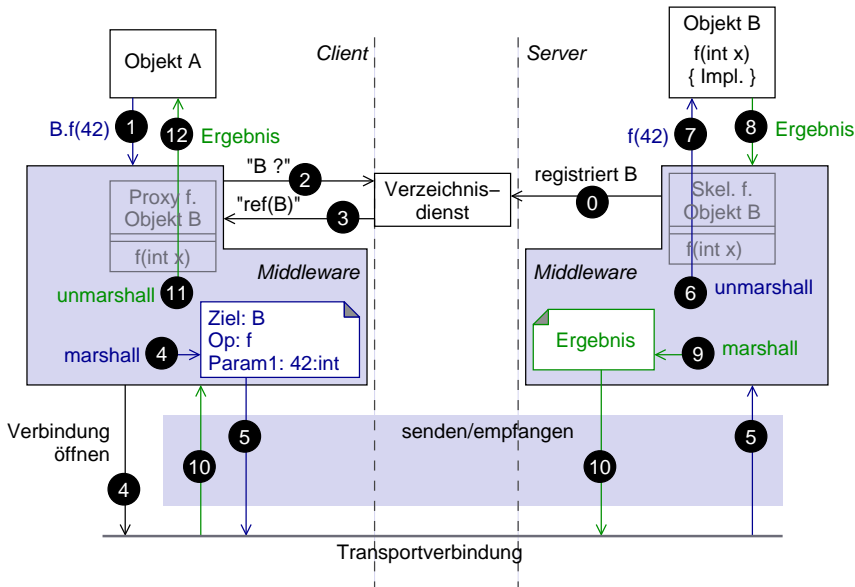 Objekt A
Client
Server
Objekt B
f(int x)
{ Impl. }
B.f(42)
1
12
Ergebnis
f(42)
7
8
Ergebnis
"B ?"
2
Verzeichnis–
dienst
registriert B
0
Proxy f.
Objekt B
f(int x)
"ref(B)"
3
Skel. f.
Objekt B
f(int x)
Middleware
Middleware
unmarshall
11
6
unmarshall
marshall
4
Ziel: B
Op: f
Param1: 42:int
Ergebnis
9
marshall
Verbindung
öffnen
4
10
5
senden/empfangen
10
5
Transportverbindung